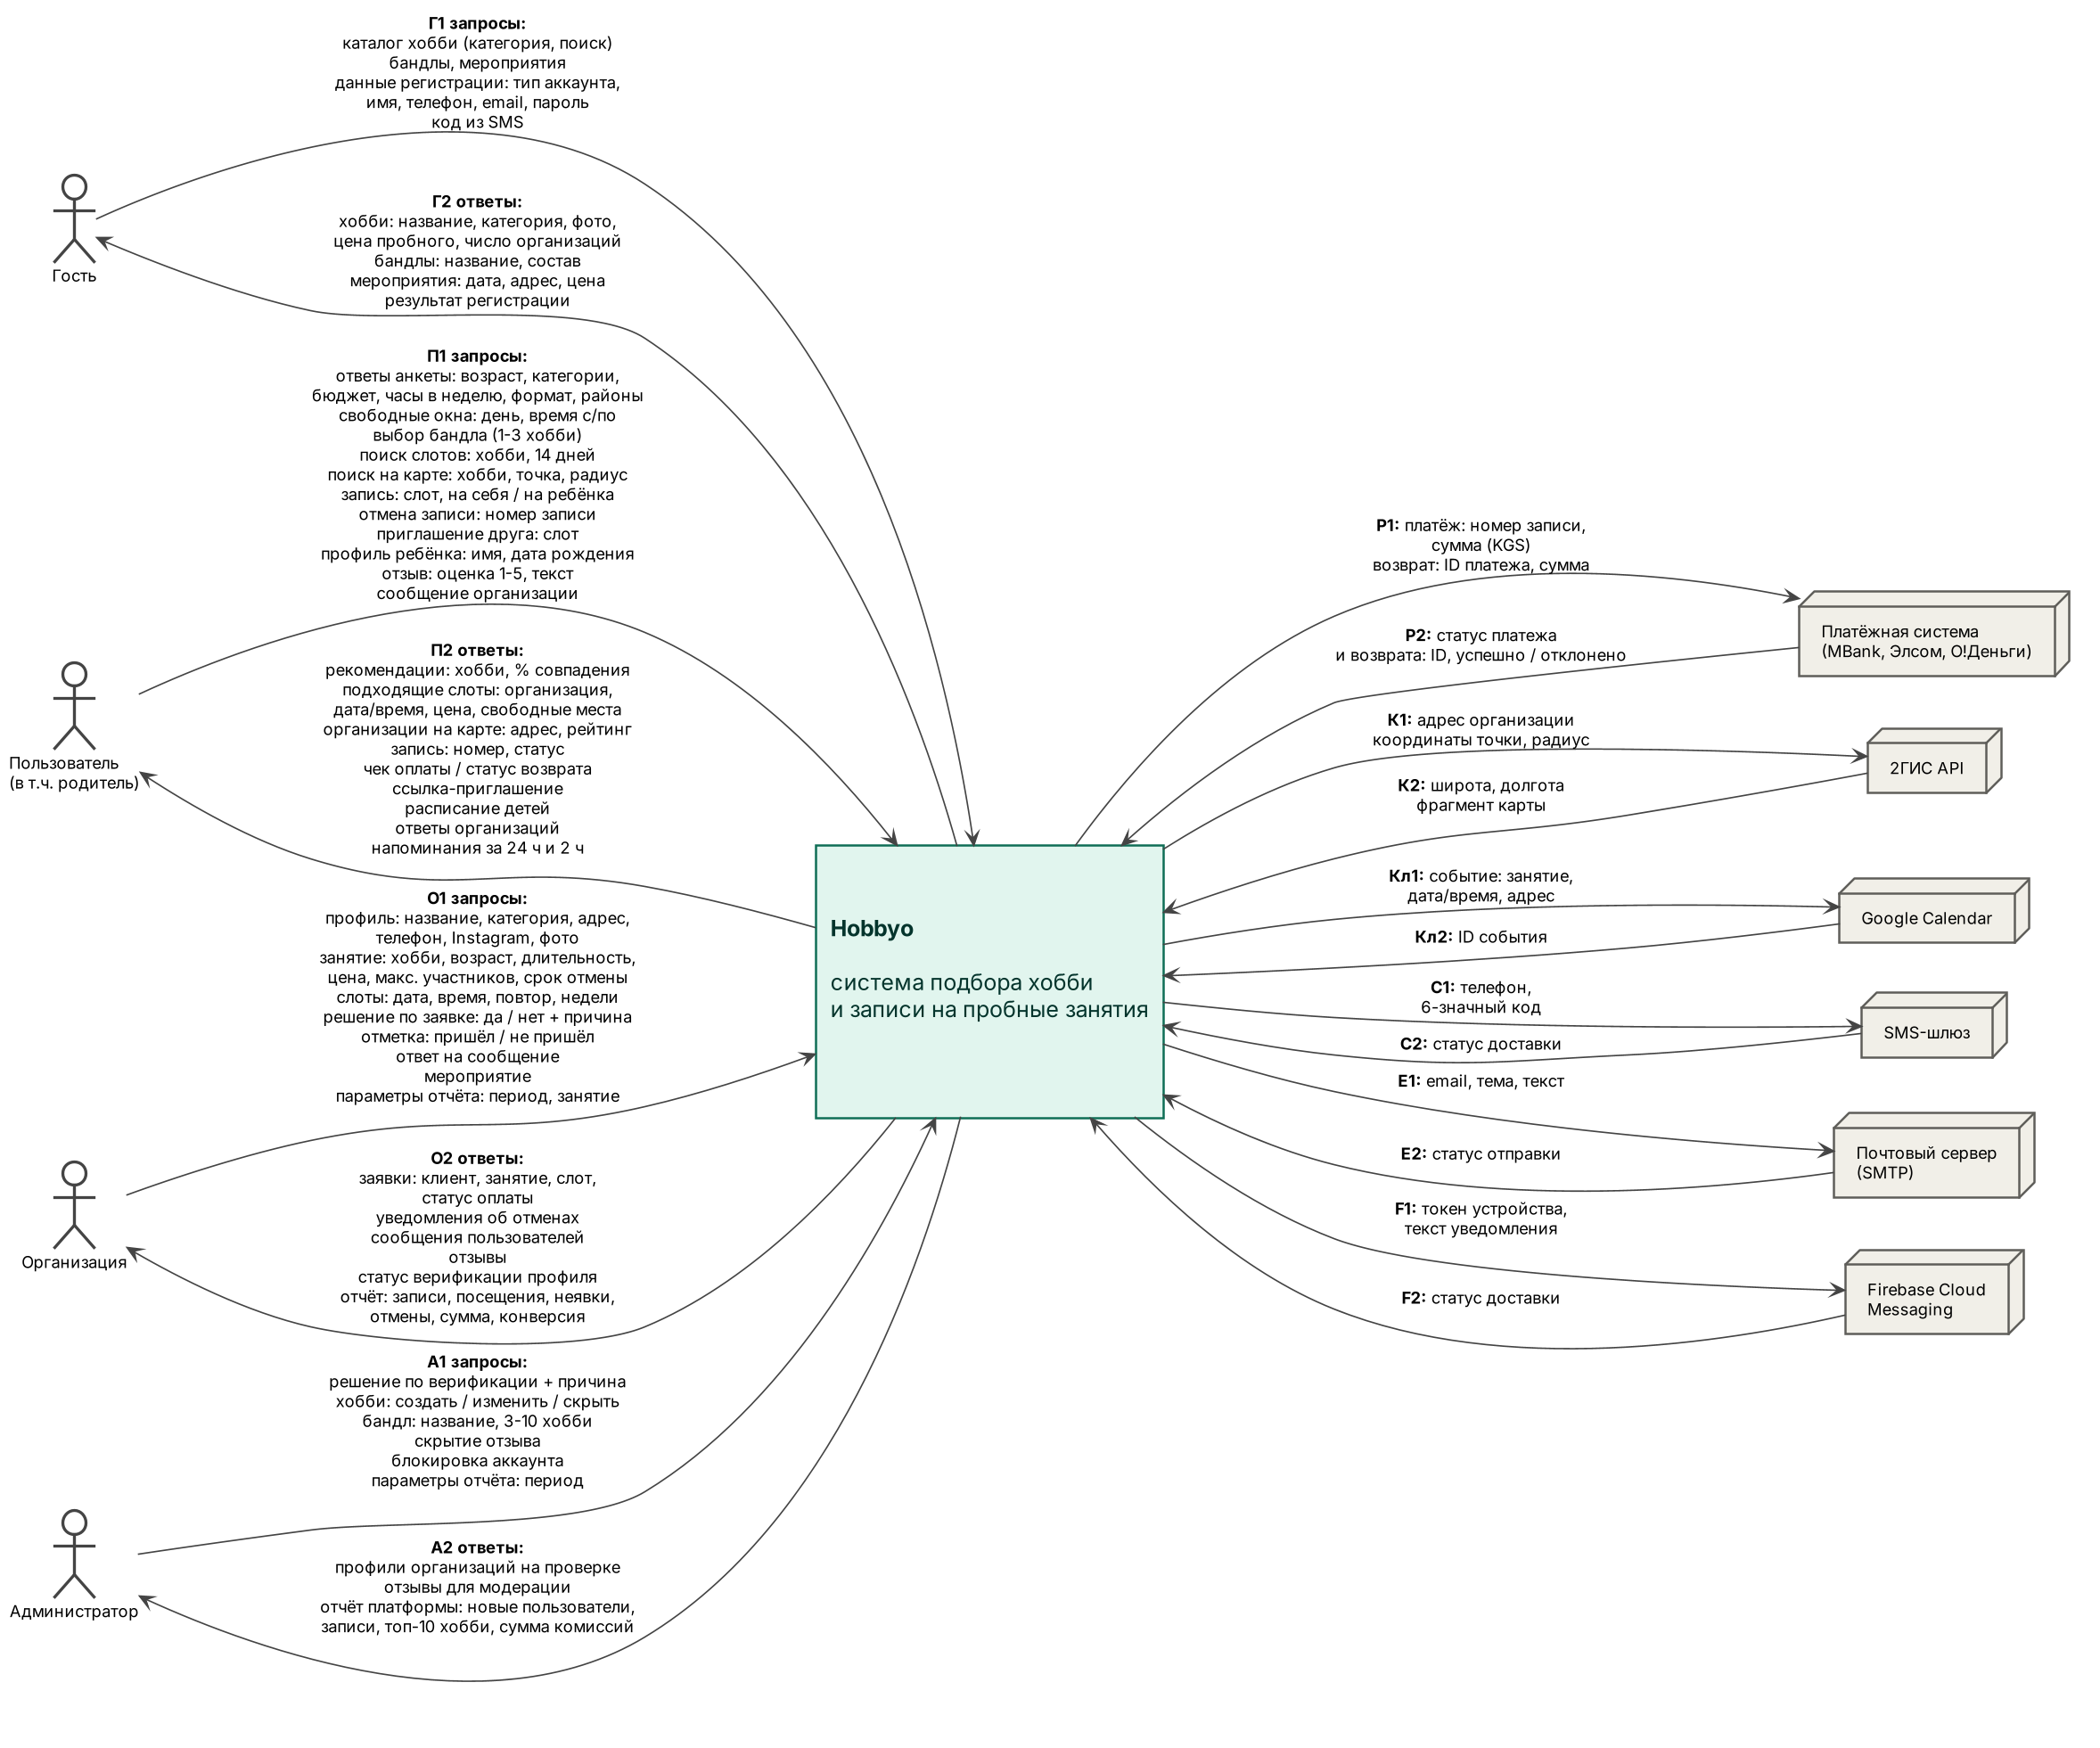 Г1 запросы:
каталог хобби (категория, поиск)
бандлы, мероприятия
данные регистрации: тип аккаунта,
имя, телефон, email, пароль
код из SMS
Гость
Г2 ответы:
хобби: название, категория, фото,
цена пробного, число организаций
бандлы: название, состав
мероприятия: дата, адрес, цена
результат регистрации
П1 запросы:
ответы анкеты: возраст, категории,
бюджет, часы в неделю, формат, районы
свободные окна: день, время с/по
выбор бандла (1-3 хобби)
поиск слотов: хобби, 14 дней
поиск на карте: хобби, точка, радиус
запись: слот, на себя / на ребёнка
отмена записи: номер записи
приглашение друга: слот
профиль ребёнка: имя, дата рождения
отзыв: оценка 1-5, текст
сообщение организации
Пользователь
(в т.ч. родитель)
П2 ответы:
рекомендации: хобби, % совпадения
подходящие слоты: организация,
дата/время, цена, свободные места
организации на карте: адрес, рейтинг
запись: номер, статус
чек оплаты / статус возврата
ссылка-приглашение
расписание детей
ответы организаций
напоминания за 24 ч и 2 ч
О1 запросы:
профиль: название, категория, адрес,
телефон, Instagram, фото
занятие: хобби, возраст, длительность,
цена, макс. участников, срок отмены
слоты: дата, время, повтор, недели
решение по заявке: да / нет + причина
отметка: пришёл / не пришёл
ответ на сообщение
мероприятие
параметры отчёта: период, занятие
Организация
О2 ответы:
заявки: клиент, занятие, слот,
статус оплаты
уведомления об отменах
сообщения пользователей
отзывы
статус верификации профиля
отчёт: записи, посещения, неявки,
отмены, сумма, конверсия
А1 запросы:
решение по верификации + причина
хобби: создать / изменить / скрыть
бандл: название, 3-10 хобби
скрытие отзыва
блокировка аккаунта
параметры отчёта: период
Администратор
А2 ответы:
профили организаций на проверке
отзывы для модерации
отчёт платформы: новые пользователи,
записи, топ-10 хобби, сумма комиссий
Hobbyo
система подбора хобби
и записи на пробные занятия
Р1: платёж: номер записи,
сумма (KGS)
возврат: ID платежа, сумма
Р2: статус платежа
и возврата: ID, успешно / отклонено
Платёжная система
(MBank, Элсом, О!Деньги)
К1: адрес организации
координаты точки, радиус
К2: широта, долгота
фрагмент карты
2ГИС API
Кл1: событие: занятие,
дата/время, адрес
Кл2: ID события
Google Calendar
С1: телефон,
6-значный код
С2: статус доставки
SMS-шлюз
E1: email, тема, текст
E2: статус отправки
Почтовый сервер
(SMTP)
F1: токен устройства,
текст уведомления
F2: статус доставки
Firebase Cloud
Messaging